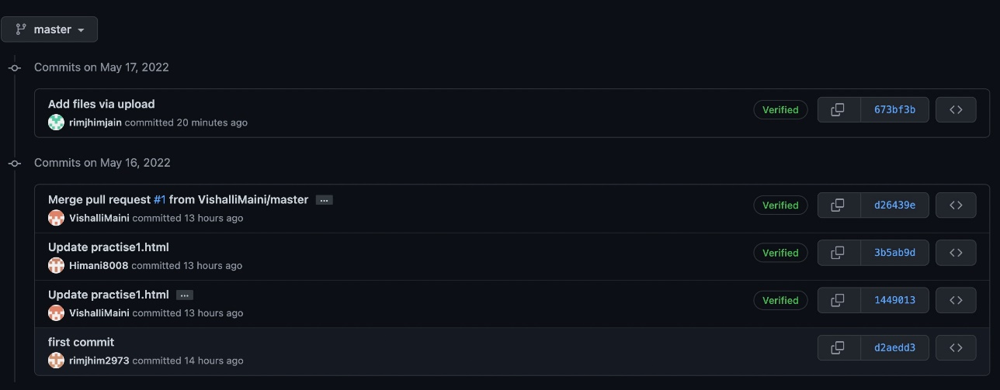 master
Commits on May 17, 2022
Add files via upload
rimjhimjain committed 20 minutes ago
Verified
673bf3b
Commits on May 16, 2022
Merge pull request #1 from VishalliMaini/master ...
VishalliMaini committed 13 hours ago
Verified
d26439e
Update practise1.html
Himani8008 committed 13 hours ago
Verified
3b5ab9d
Update practise1.html ...
VishalliMaini committed 13 hours ago
Verified
1449013
first commit
rimjhim2973 committed 14 hours ago
d2aedd3